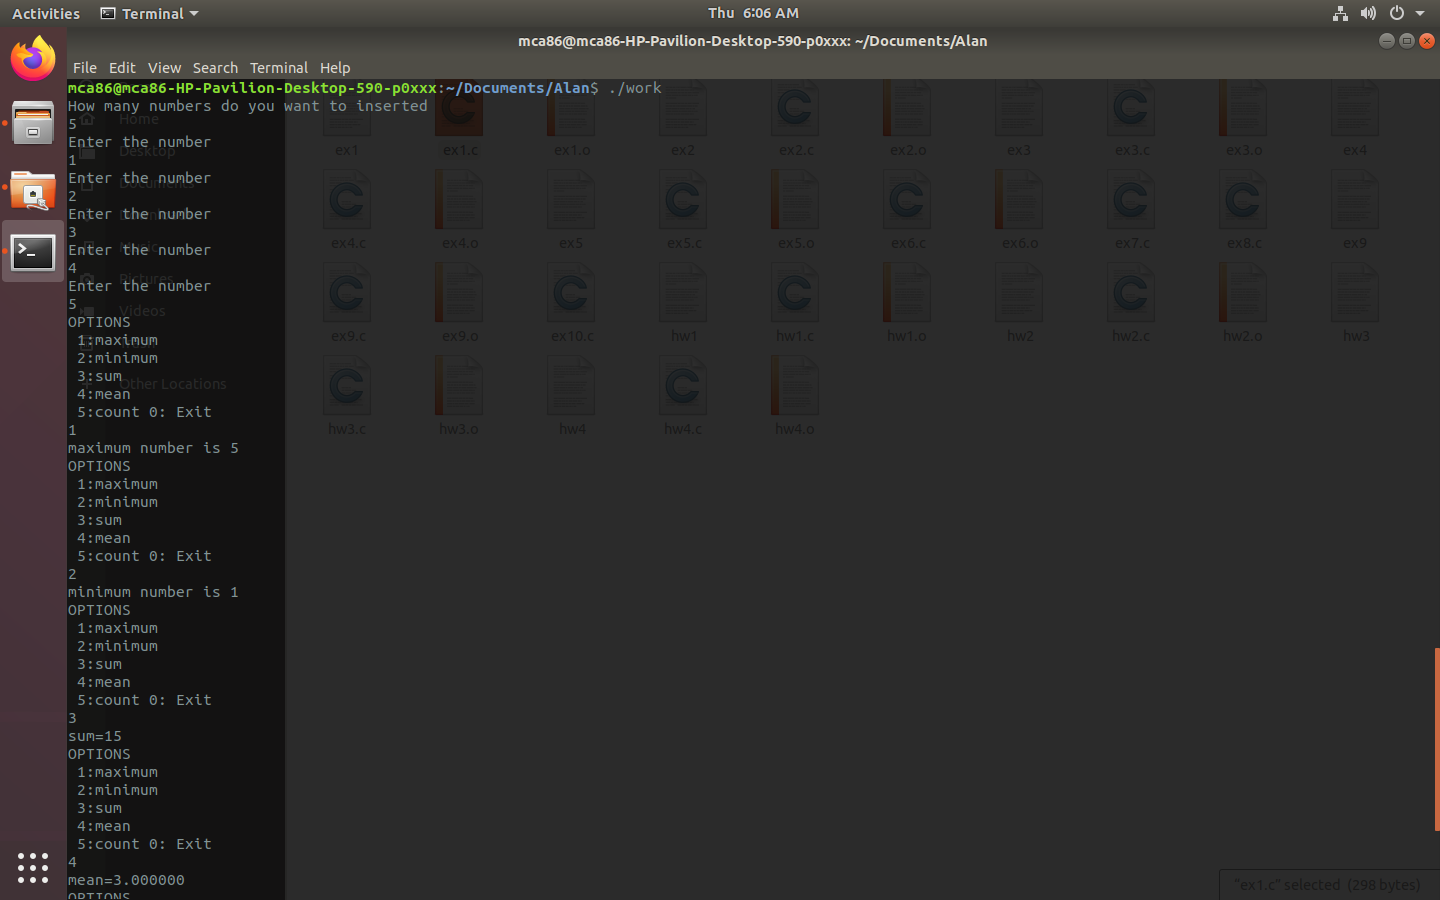 Activities Terminal Thu 6:06 AM
mca86@mca86-HP-Pavilion-Desktop-590-p0xxx: ~/Documents/Alan
File Edit View Search Terminal Help
mca86@mca86-HP-Pavilion-Desktop-590-p0xxx:~/Documents/Alan$ ./work
How many numbers do you want to inserted
5
Enter the number
1
Enter the number
2
Enter the number
3
Enter the number
4
Enter the number
5
OPTIONS
1:maximum
2:minimum
3:sum
4:mean
5:count 0: Exit
1
maximum number is 5
OPTIONS
1:maximum
2:minimum
3:sum
4:mean
5:count 0: Exit
2
minimum number is 1
OPTIONS
1:maximum
2:minimum
3:sum
4:mean
5:count 0: Exit
3
sum=15
OPTIONS
1:maximum
2:minimum
3:sum
4:mean
5:count 0: Exit
4
mean=3.000000
OPTIONS
Home
Desktop
Documents
Pictures
Videos
Other Locations
ex1 ex1.c ex1.o ex2 ex2.c ex2.o ex3 ex3.c ex3.o ex4
ex4.c ex4.o ex5 ex5.c ex5.o ex6.c ex6.o ex7.c ex8.c ex9
ex9.c ex9.o ex10.c hw1 hw1.c hw1.o hw2 hw2.c hw2.o hw3
hw3.c hw3.o hw4 hw4.c hw4.o
"ex1.c" selected (298 bytes)